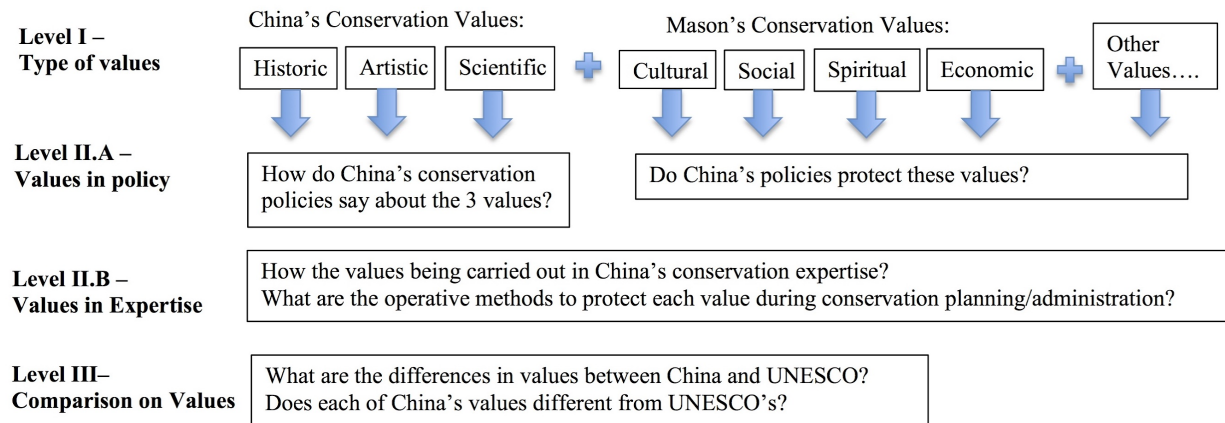 Level I –
Type of values
China's Conservation Values:
Mason's Conservation Values:
Historic
Artistic
Scientific
Cultural
Social
Spiritual
Economic
Other
Values….
Level II.A –
Values in policy
How do China's conservation
policies say about the 3 values?
Do China's policies protect these values?
Level II.B –
Values in Expertise
How the values being carried out in China's conservation expertise?
What are the operative methods to protect each value during conservation planning/administration?
Level III–
Comparison on Values
What are the differences in values between China and UNESCO?
Does each of China's values different from UNESCO's?